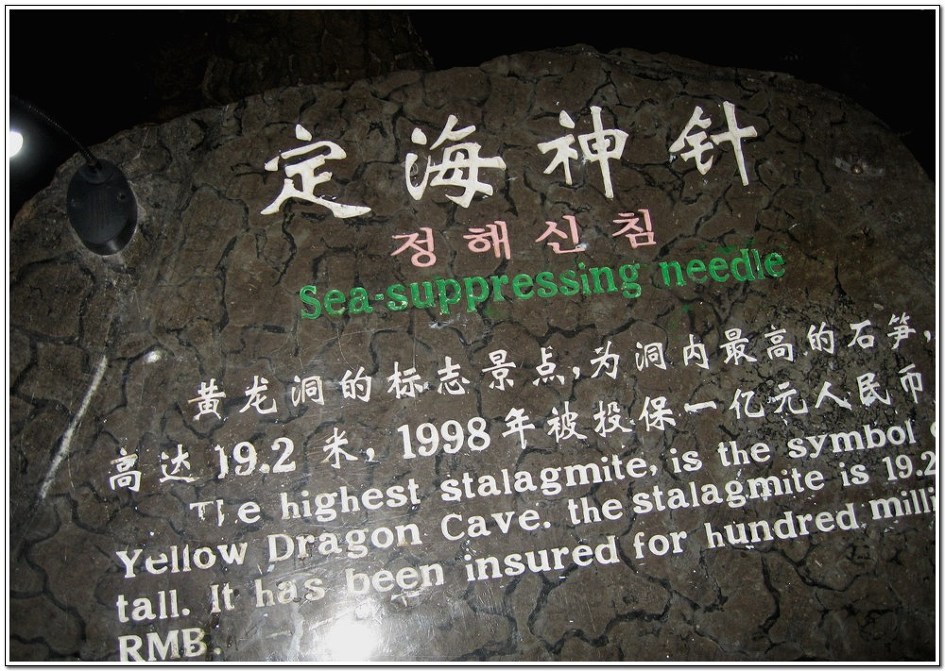 定海神针
정해신침
Sea-suppressing needle
黄龙洞的标志景点,为洞内最高的石笋,
高达19.2米,1998年被投保一亿元人民币
The highest stalagmite, is the symbol
Yellow Dragon Cave. the stalagmite is 19.2
tall. It has been insured for hundred milli
RMB.